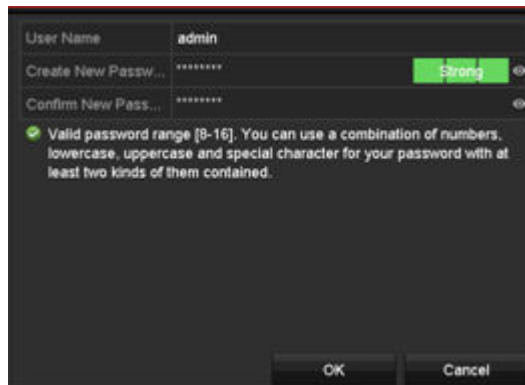 User Name admin
Create New Passw... ******** Strong
Confirm New Pass... ********
Valid password range [8-16]. You can use a combination of numbers,
lowercase, uppercase and special character for your password with at
least two kinds of them contained.
OK Cancel